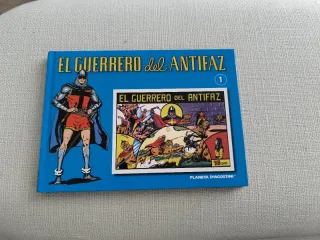 EL GUERRERO del ANTIFAZ
1
EL GUERRERO DEL ANTIFAZ
PLANETA DEAGOSTINI